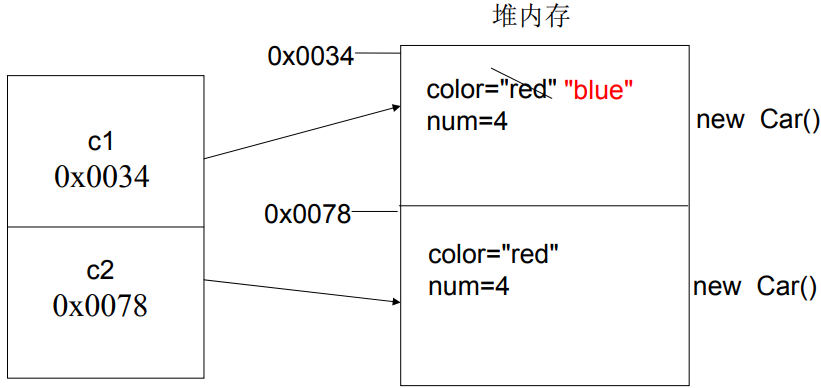 堆内存
0x0034
color="red" "blue"
num=4
new Car()
c1
0x0034
0x0078
color="red"
num=4
new Car()
c2
0x0078